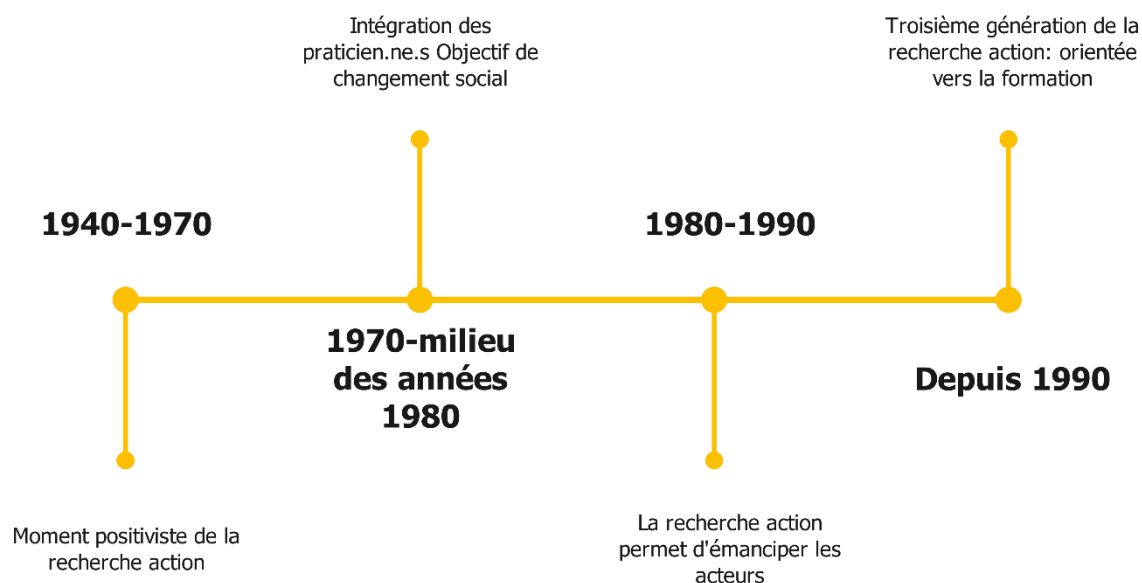 Intégration des
praticien.ne.s Objectif de
changement social
Troisième génération de la
recherche action: orientée
vers la formation
1940-1970
1980-1990
1970-milieu
des années
1980
Depuis 1990
Moment positiviste de la
recherche action
La recherche action
permet d'émanciper les
acteurs